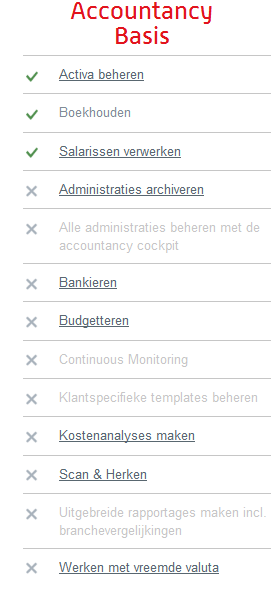 Accountancy
Basis
Activa beheren
Boekhouden
Salarissen verwerken
Administraties archiveren
Alle administraties beheren met de
accountancy cockpit
Bankieren
Budgetteren
Continuous Monitoring
Klantspecifieke templates beheren
Kostenanalyses maken
Scan & Herken
Uitgebreide rapportages maken incl.
branchevergelijkingen
Werken met vreemde valuta